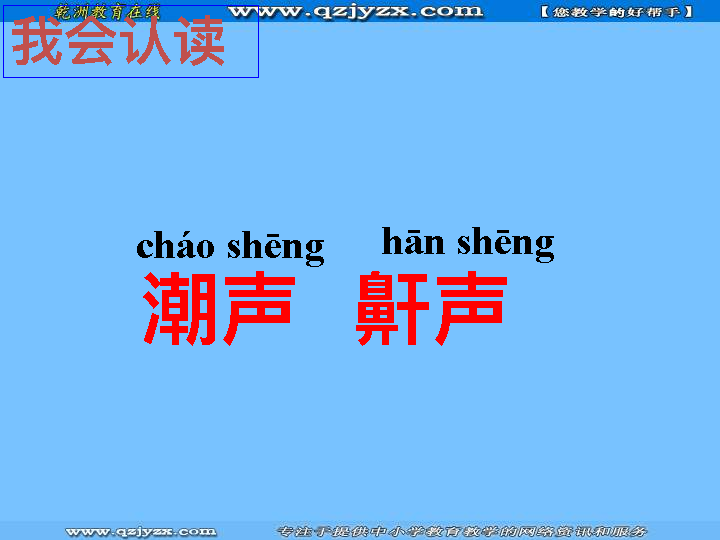 乾洲教育在线 www.qzjyzx.com 【您教学的好帮手】
我会认读
cháo shēng hān shēng
潮声 鼾声
www.qzjyzx.com 专注于提供中小学教育教学的网络资讯和服务